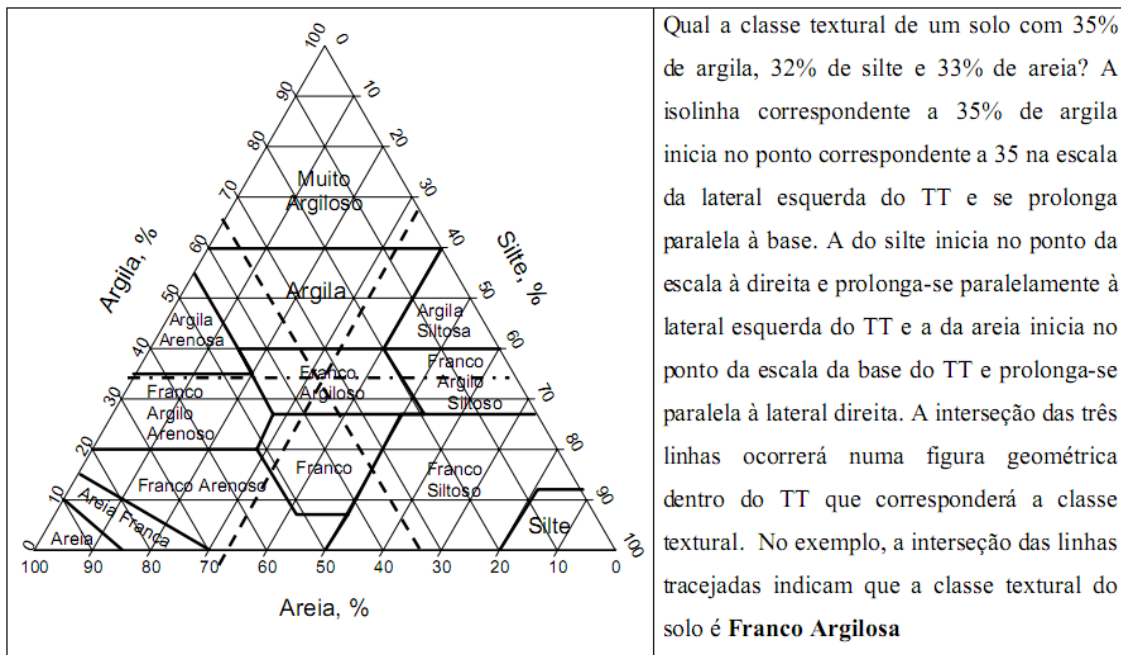 100
0
90
10
80
20
Muito
Argiloso
70
30
60
40
Argila, %
Silte, %
Argila
50
50
Argila
Arenosa
Argila
Siltosa
40
60
Franco
Argiloso
Franco
Argilo
Siltoso
30
70
Franco
Argilo
Arenoso
20
80
Franco
Franco
Siltoso
Franco Arenoso
10
90
Areia Franca
Areia
Silte
0
100
100 90 80 70 60 50 40 30 20 10 0
Areia, %
Qual a classe textural de um solo com 35%
de argila, 32% de silte e 33% de areia? A
isolinha correspondente a 35% de argila
inicia no ponto correspondente a 35 na escala
da lateral esquerda do TT e se prolonga
paralela à base. A do silte inicia no ponto da
escala à direita e prolonga-se paralelamente à
lateral esquerda do TT e a da areia inicia no
ponto da escala da base do TT e prolonga-se
paralela à lateral direita. A interseção das três
linhas ocorrerá numa figura geométrica
dentro do TT que corresponderá a classe
textural. No exemplo, a interseção das linhas
tracejadas indicam que a classe textural do
solo é Franco Argilosa